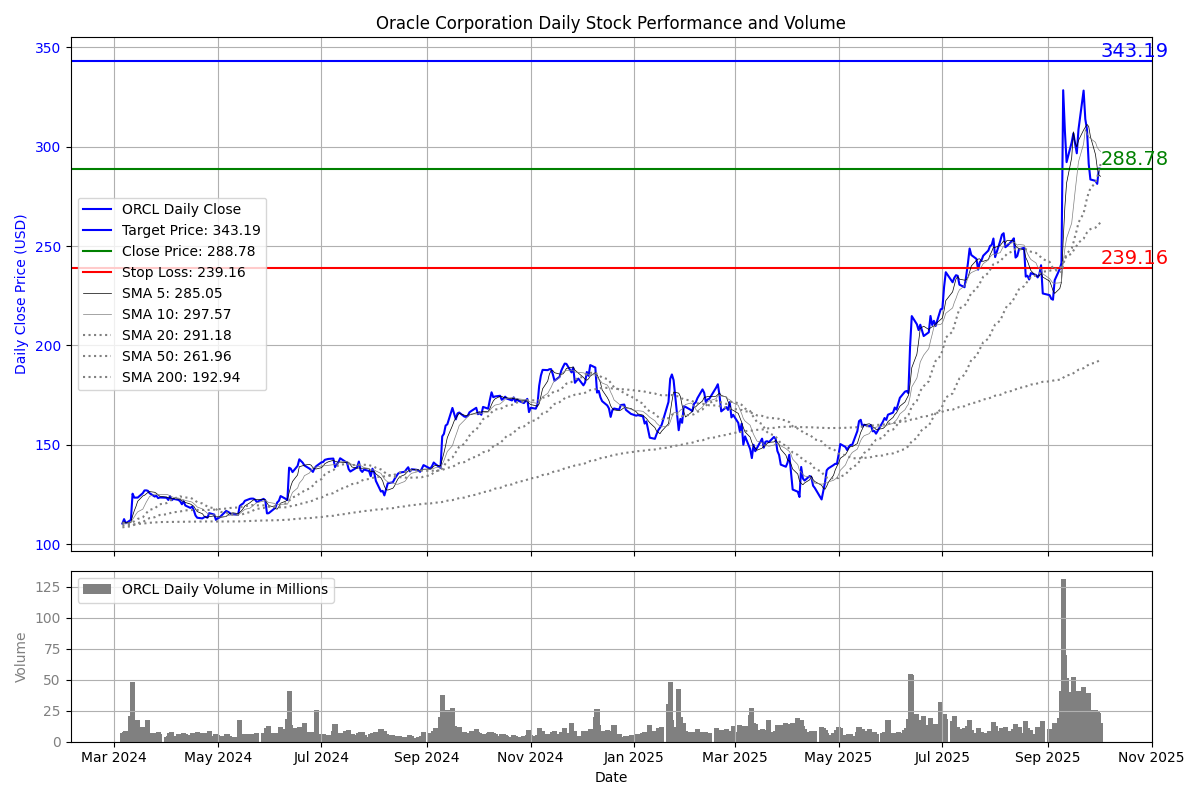 Oracle Corporation Daily Stock Performance and Volume
350
300
250
200
150
100
Daily Close Price (USD)
343.19
288.78
239.16
ORCL Daily Close
Target Price: 343.19
Close Price: 288.78
Stop Loss: 239.16
SMA 5: 285.05
SMA 10: 297.57
SMA 20: 291.18
SMA 50: 261.96
SMA 200: 192.94
125
100
75
50
25
0
Volume
ORCL Daily Volume in Millions
Mar 2024 May 2024 Jul 2024 Sep 2024 Nov 2024 Jan 2025 Mar 2025 May 2025 Jul 2025 Sep 2025 Nov 2025
Date